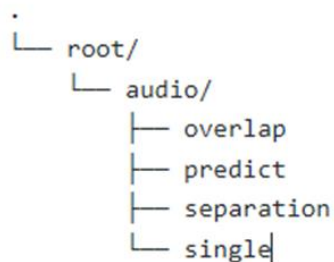 .
└── root/
    └── audio/
        ├── overlap
        ├── predict
        ├── separation
        └── single